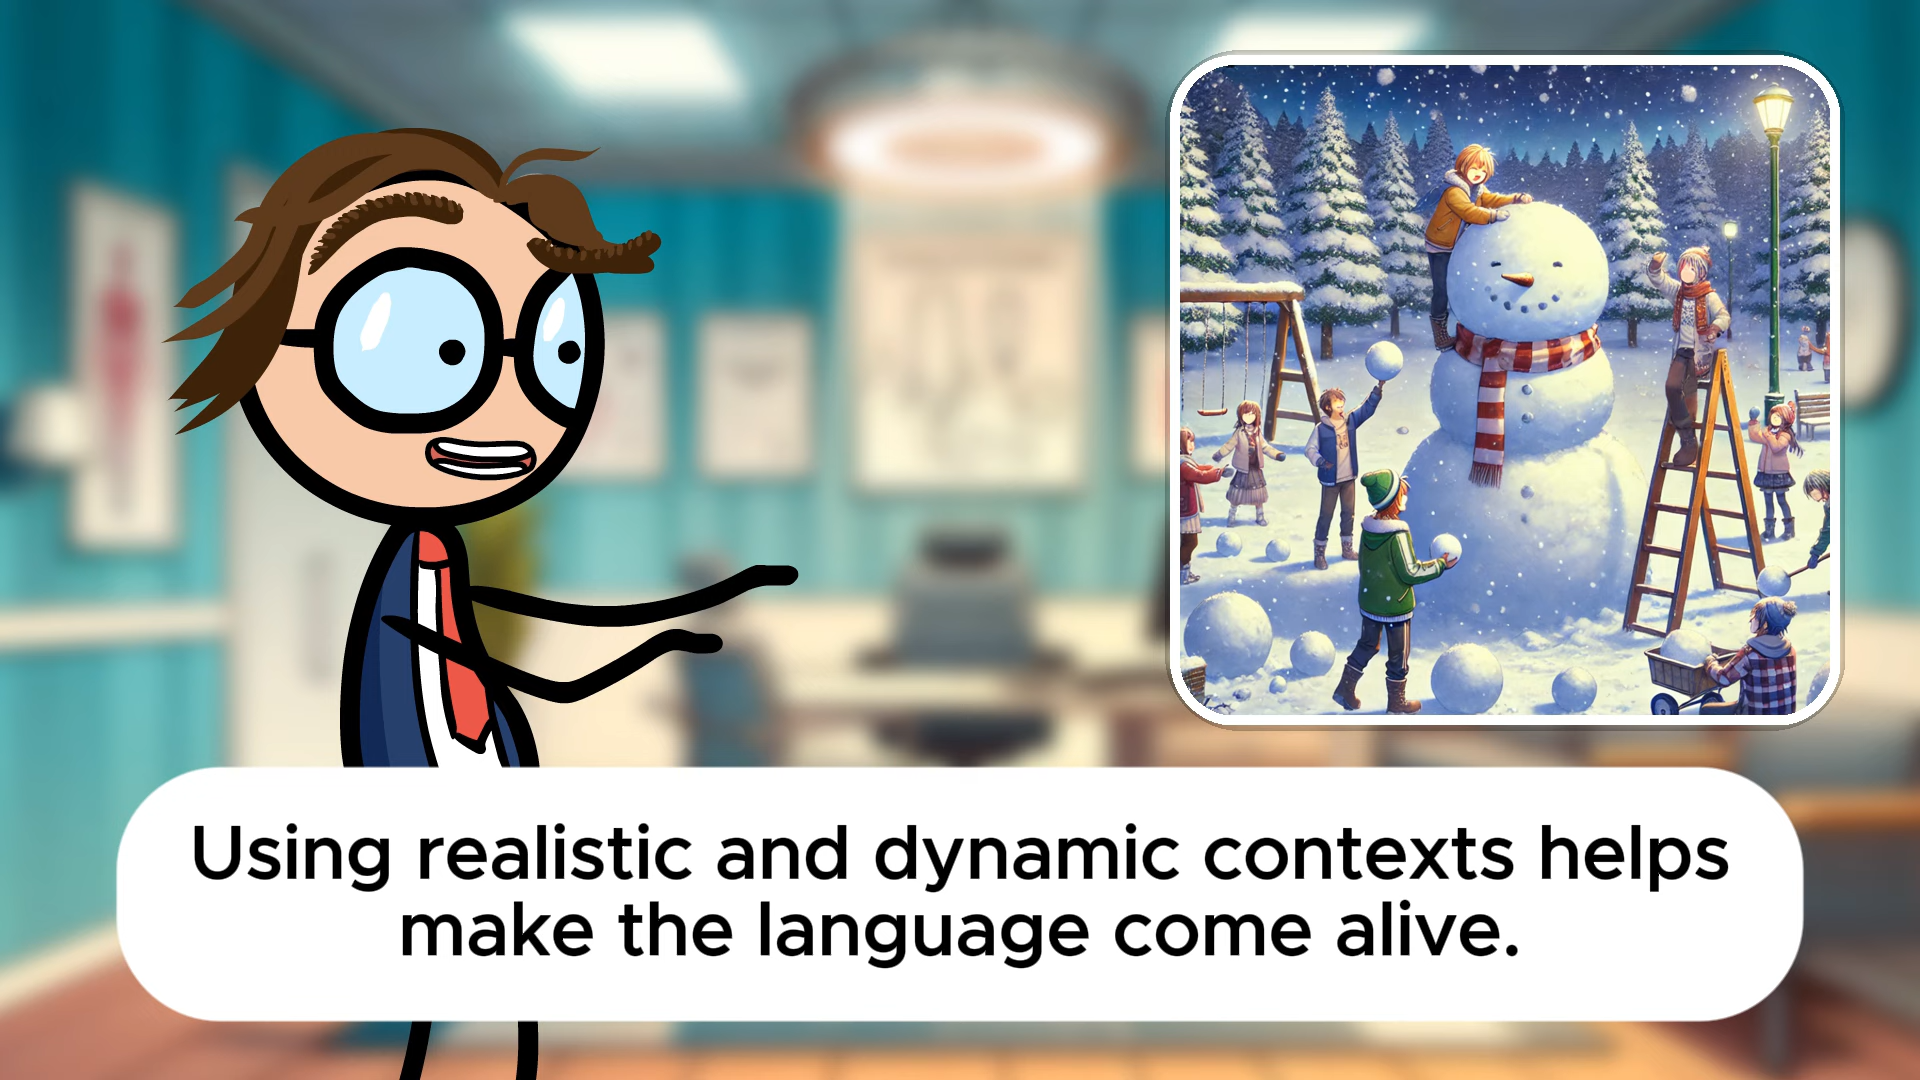 Using realistic and dynamic contexts helps
make the language come alive.